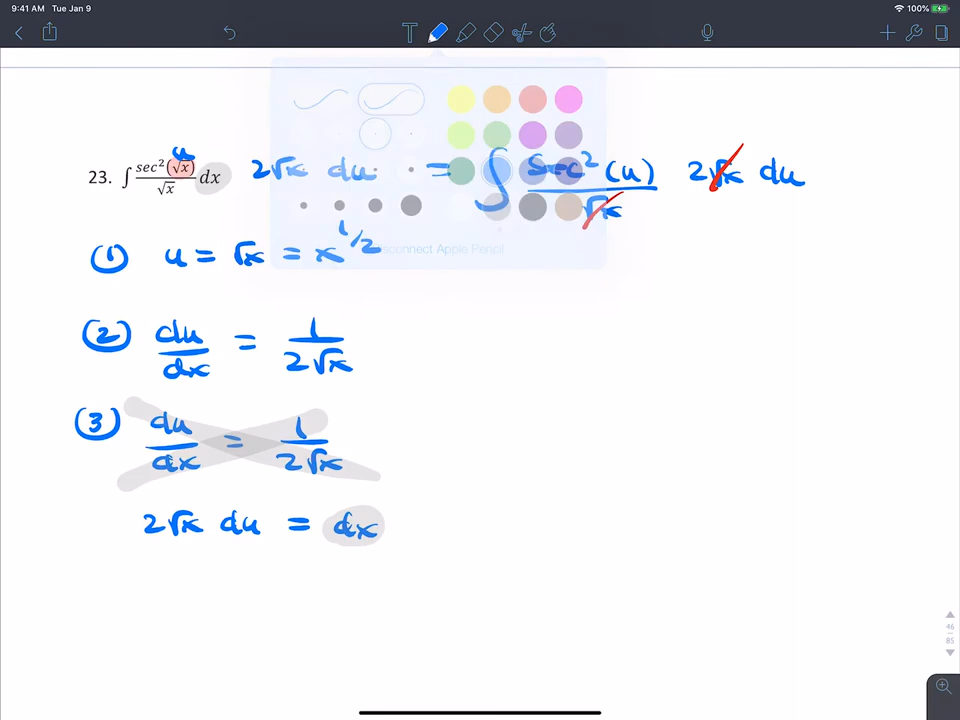 9:41 AM Tue Jan 9 100%
T
u
23. ∫ sec²(√x)/√x dx 2√x du = ∫ sec²(u)/√x 2√x du
① u = √x = x^1/2
isconnect Apple Pencil
② du/dx = 1/2√x
③ du/dx = 1/2√x
2√x du = dx
46
85